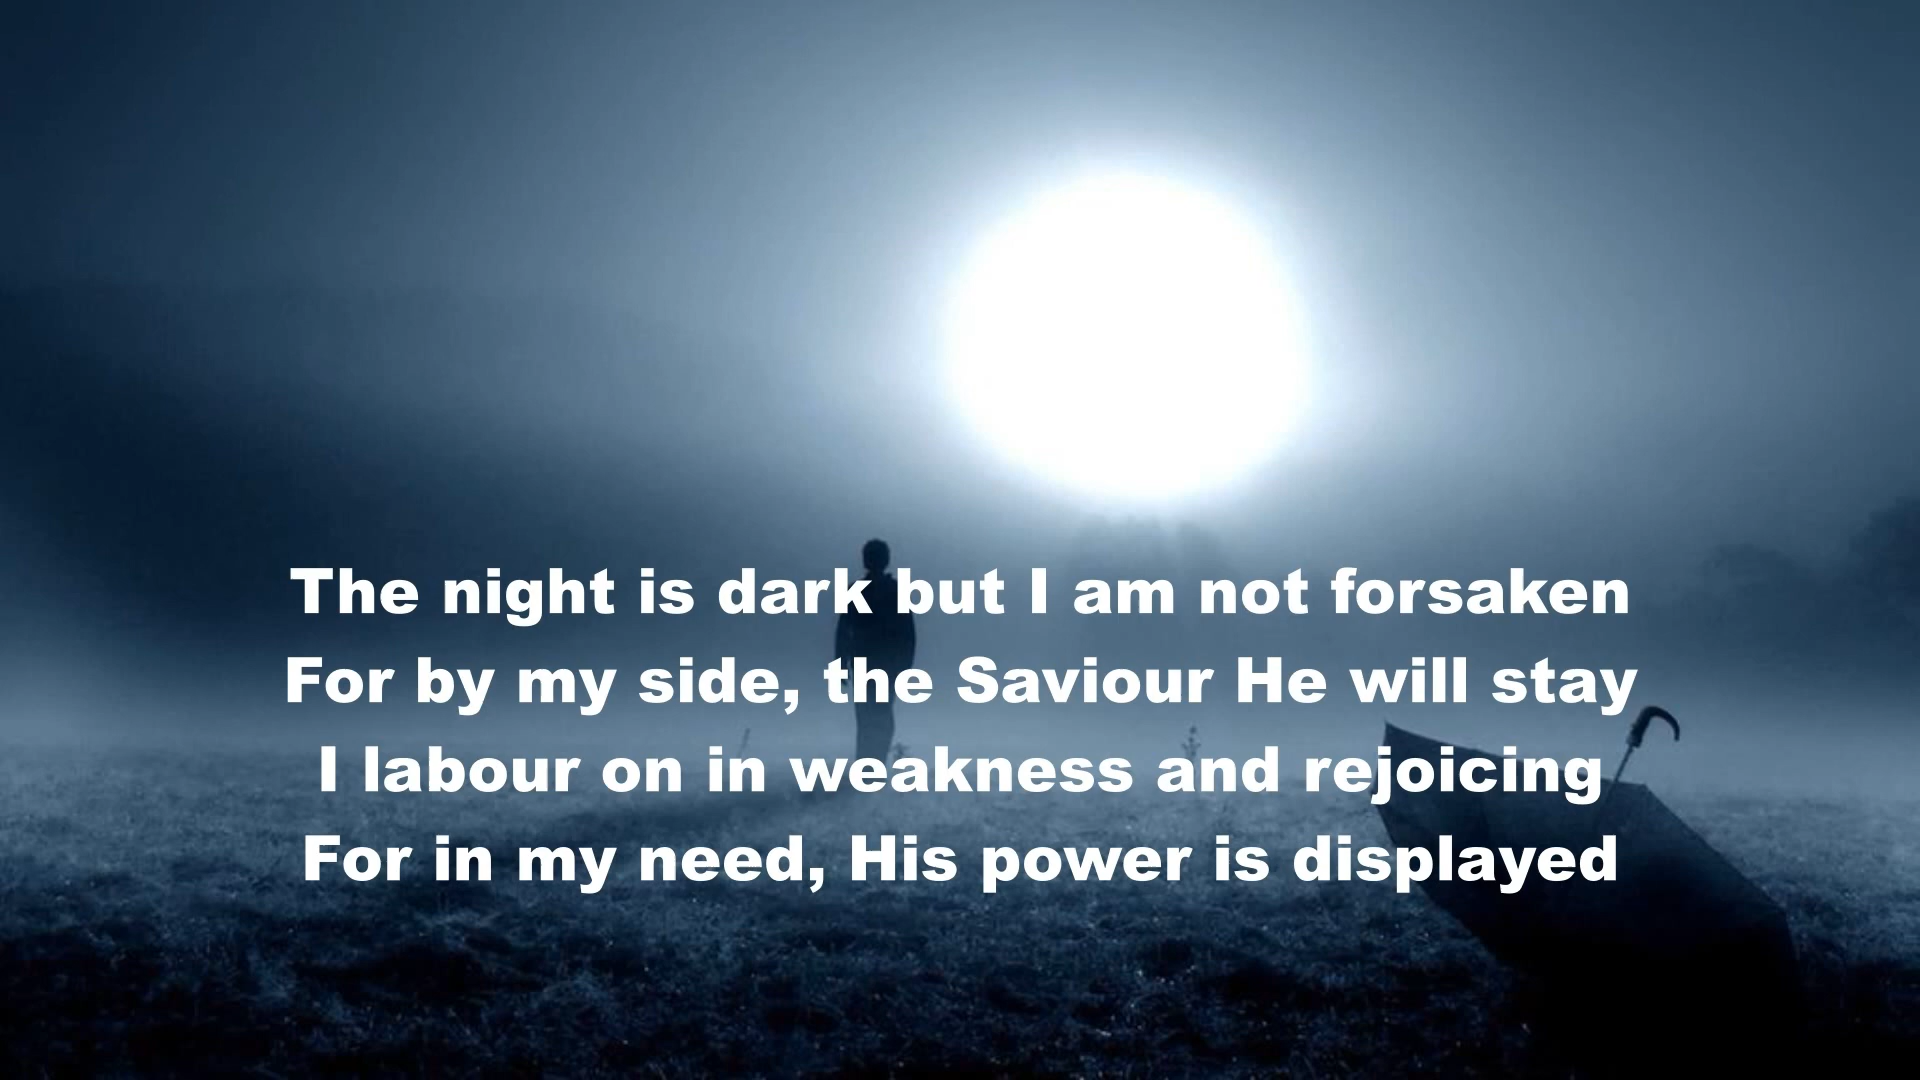 The night is dark but I am not forsaken
For by my side, the Saviour He will stay
I labour on in weakness and rejoicing
For in my need, His power is displayed